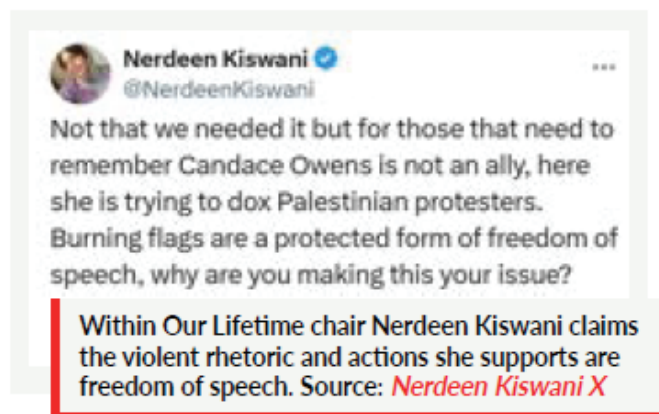 Nerdeen Kiswani
@NerdeenKiswani
Not that we needed it but for those that need to
remember Candace Owens is not an ally, here
she is trying to dox Palestinian protesters.
Burning flags are a protected form of freedom of
speech, why are you making this your issue?
Within Our Lifetime chair Nerdeen Kiswani claims
the violent rhetoric and actions she supports are
freedom of speech. Source: Nerdeen Kiswani X